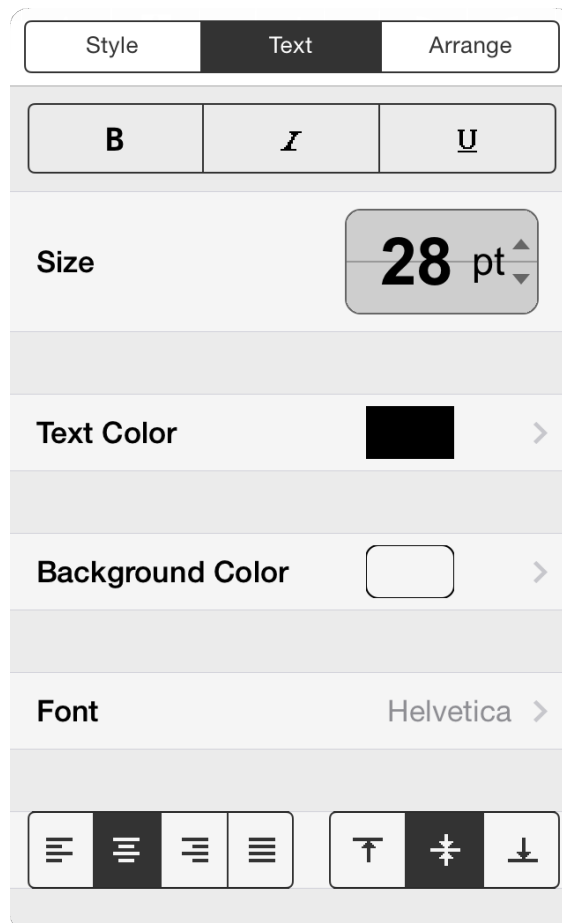 Style Text Arrange
B I U
Size 28 pt
Text Color
Background Color
Font Helvetica